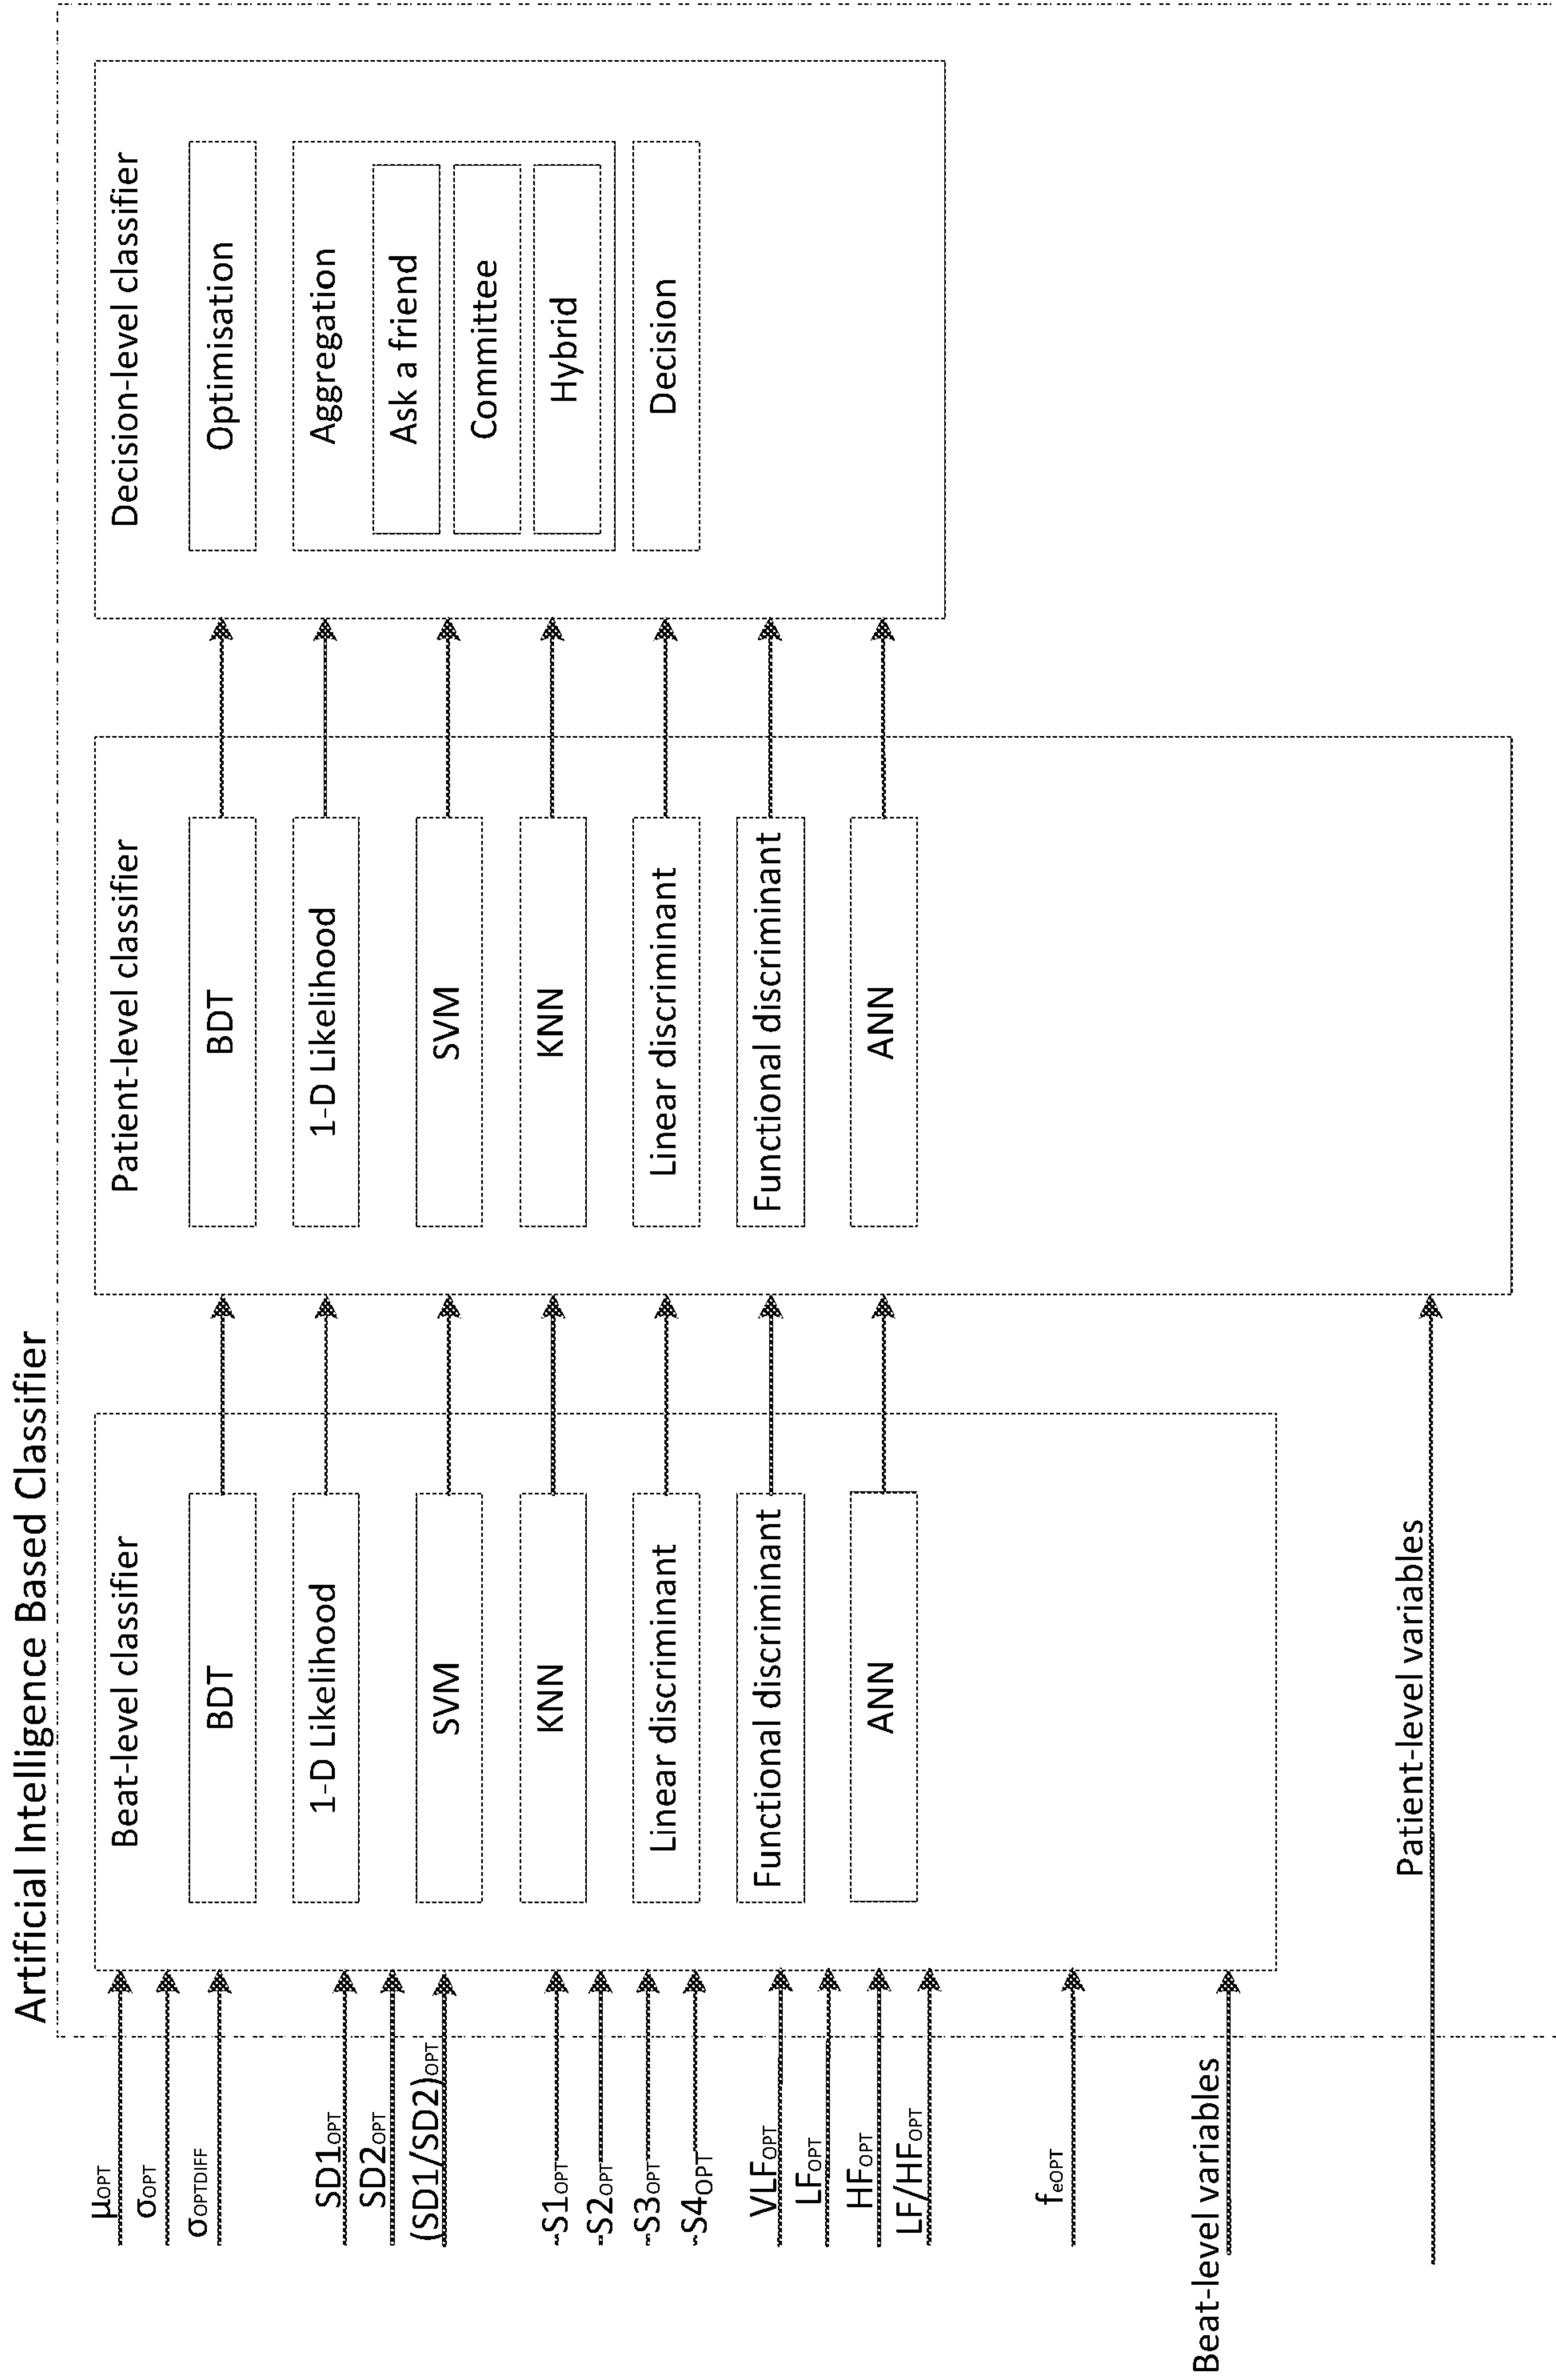 Artificial Intelligence Based Classifier
μOPT
σOPT
σOPTDIFF
SD1OPT
SD2OPT
(SD1/SD2)OPT
S1OPT
S2OPT
S3OPT
S4OPT
VLFOPT
LFOPT
HFOPT
LF/HFOPT
feOPT
Beat-level variables
Patient-level variables
Beat-level classifier
BDT
1-D Likelihood
SVM
KNN
Linear discriminant
Functional discriminant
ANN
Patient-level classifier
BDT
1-D Likelihood
SVM
KNN
Linear discriminant
Functional discriminant
ANN
Decision-level classifier
Optimisation
Aggregation
Ask a friend
Committee
Hybrid
Decision